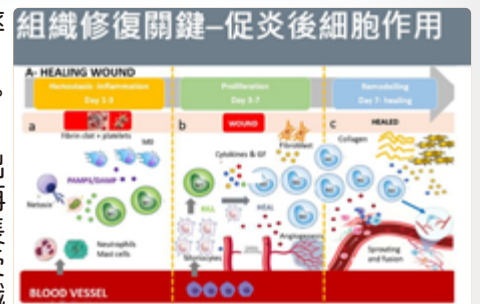 組織修復關鍵–促炎後細胞作用
A- HEALING WOUND
Hemostasis-Inflammation
Day 1-3
Proliferation
Day 3-7
Remodelling
Day 7- healing
a
Fibrin clot + platelets
PAMPS/DAMP
Netosis
Neutrophils
Mast cells
b
WOUND
Fibroblast
Cytokines & GF
KILL
HEAL
Angiogenesis
Monocytes
c
HEALED
Collagen
Sprouting
and fusion
BLOOD VESSEL